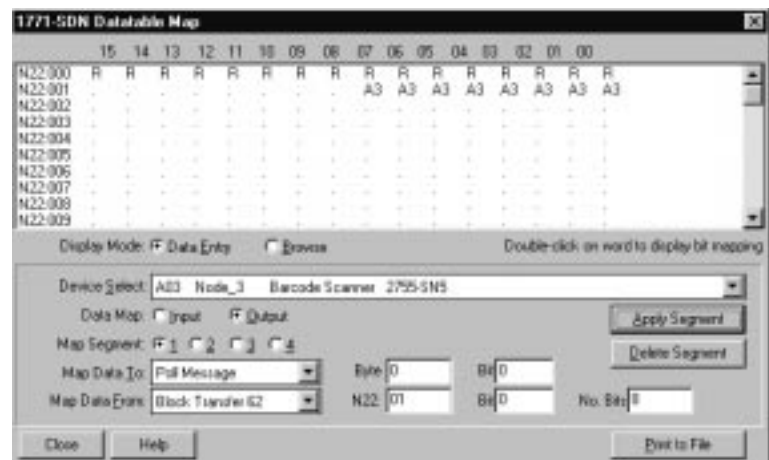 1771-SDN Datatable Map
15 14 13 12 11 10 09 08 07 06 05 04 03 02 01 00
N22:000 R R R R R R R R R R R R R R R R
N22:001 A3 A3 A3 A3 A3 A3 A3 A3
N22:002
N22:003
N22:004
N22:005
N22:006
N22:007
N22:008
N22:009
Display Mode: Data Entry Browse Double-click on word to display bit mapping
Device Select: A03 Node_3 Barcode Scanner 2755-SN5
Data Map: Input Output Apply Segment
Map Segment: 1 2 3 4 Delete Segment
Map Data To: Poll Message Byte 0 Bit 0
Map Data From: Block Transfer 62 N22: 01 Bit 0 No. Bits 8
Close Help Print to File